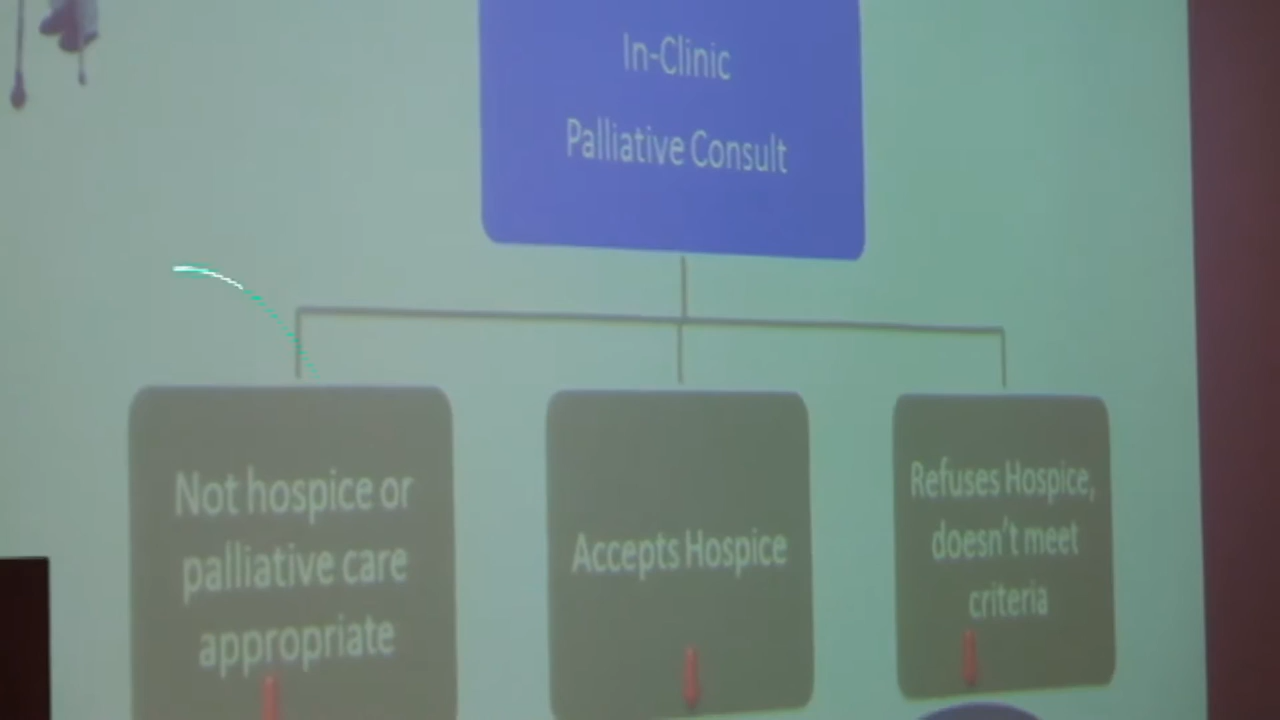 In-Clinic
Palliative Consult
Not hospice or
palliative care
appropriate
Accepts Hospice
Refuses Hospice,
doesn't meet
criteria